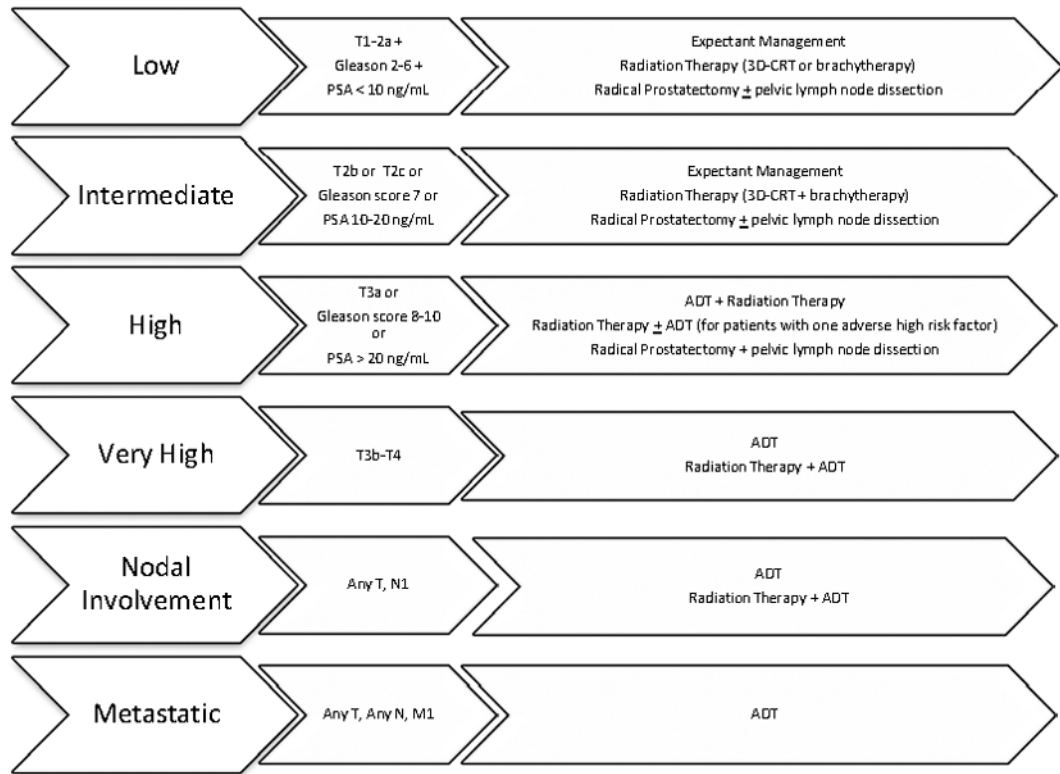 Low
T1-2a +
Gleason 2-6 +
PSA < 10 ng/mL
Expectant Management
Radiation Therapy (3D-CRT or brachytherapy)
Radical Prostatectomy ± pelvic lymph node dissection
Intermediate
T2b or T2c or
Gleason score 7 or
PSA 10-20 ng/mL
Expectant Management
Radiation Therapy (3D-CRT + brachytherapy)
Radical Prostatectomy ± pelvic lymph node dissection
High
T3a or
Gleason score 8-10
or
PSA > 20 ng/mL
ADT + Radiation Therapy
Radiation Therapy ± ADT (for patients with one adverse high risk factor)
Radical Prostatectomy + pelvic lymph node dissection
Very High
T3b-T4
ADT
Radiation Therapy + ADT
Nodal
Involvement
Any T, N1
ADT
Radiation Therapy + ADT
Metastatic
Any T, Any N, M1
ADT